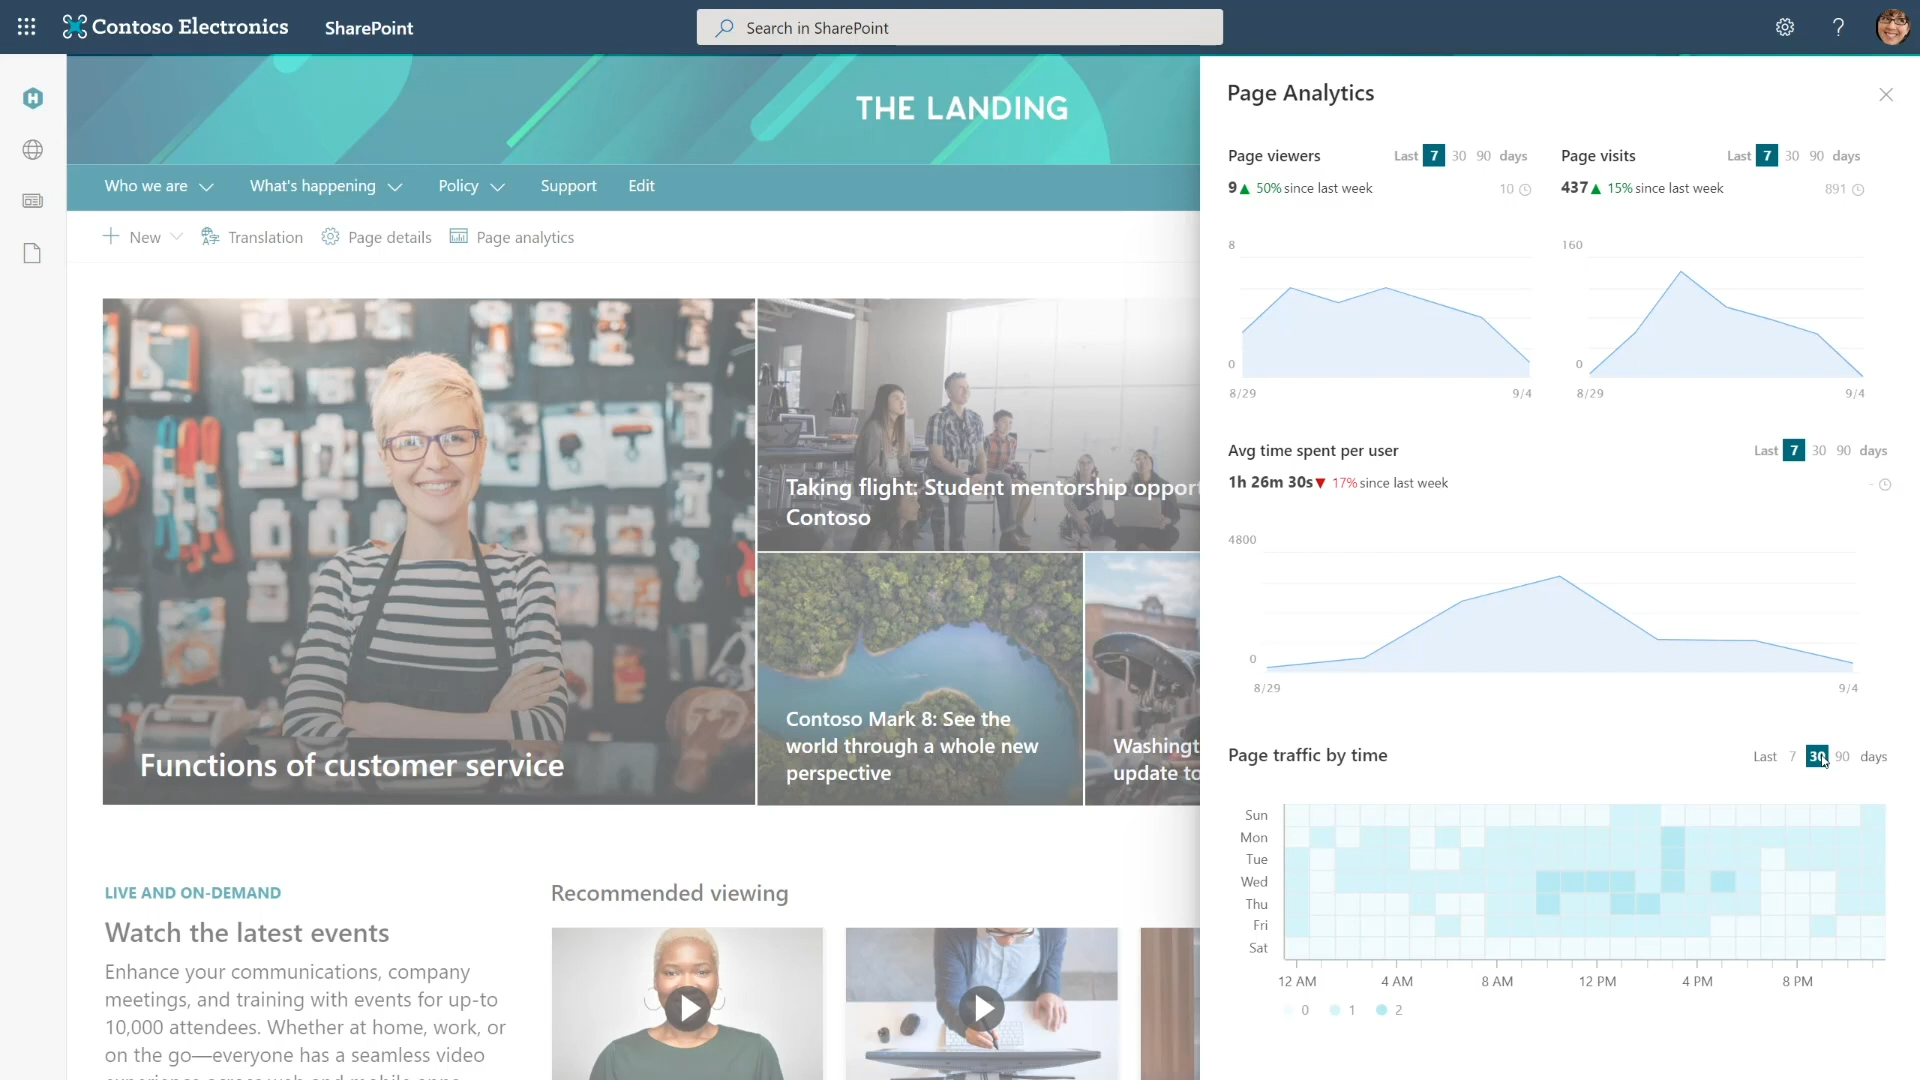 Contoso Electronics
SharePoint
Search in SharePoint
?
THE LANDING
Who we are
What's happening
Policy
Support
Edit
New
Translation
Page details
Page analytics
Functions of customer service
Taking flight: Student mentorship opport
Contoso
Contoso Mark 8: See the
world through a whole new
perspective
Washingt
update to
LIVE AND ON-DEMAND
Watch the latest events
Enhance your communications, company
meetings, and training with events for up-to
10,000 attendees. Whether at home, work, or
on the go—everyone has a seamless video
Recommended viewing
Page Analytics
Page viewers
Last 7 30 90 days
9 ▲ 50% since last week
10
8
0
8/29
9/4
Page visits
Last 7 30 90 days
437 ▲ 15% since last week
891
160
0
8/29
9/4
Avg time spent per user
Last 7 30 90 days
1h 26m 30s ▼ 17% since last week
-
4800
0
8/29
9/4
Page traffic by time
Last 7 30 90 days
Sun
Mon
Tue
Wed
Thu
Fri
Sat
12 AM
4 AM
8 AM
12 PM
4 PM
8 PM
0
1
2